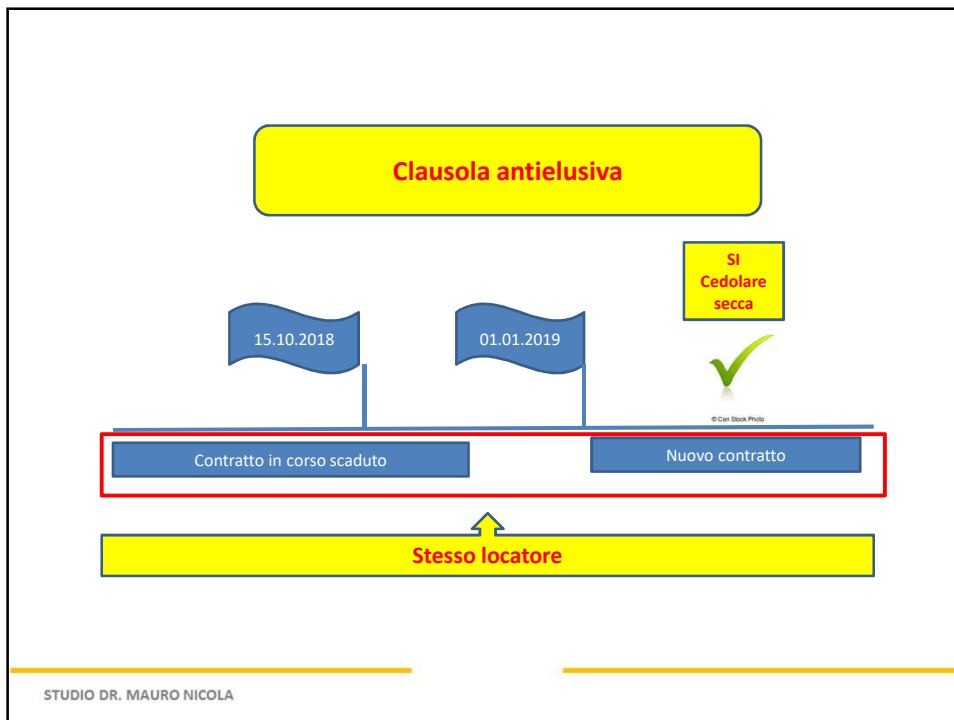 Clausola antielusiva
SI
Cedolare
secca
15.10.2018
01.01.2019
© Can Stock Photo
Contratto in corso scaduto
Nuovo contratto
Stesso locatore
STUDIO DR. MAURO NICOLA